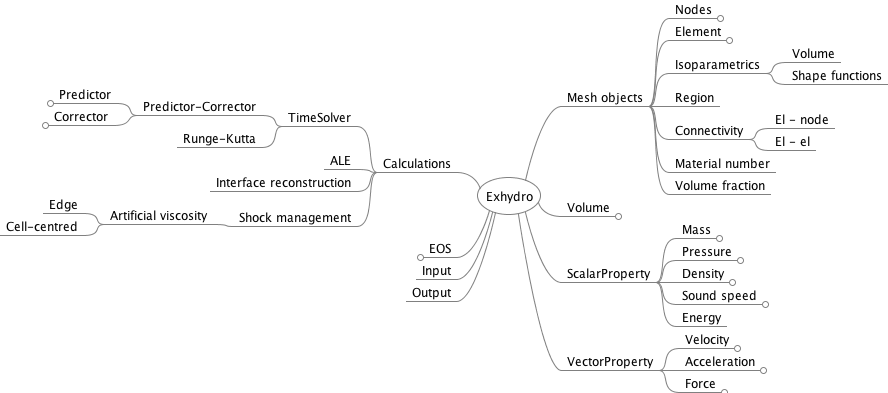 Exhydro
Mesh objects
Nodes
Element
Isoparametrics
Volume
Shape functions
Region
Connectivity
El - node
El - el
Material number
Volume fraction
Volume
ScalarProperty
Mass
Pressure
Density
Sound speed
Energy
VectorProperty
Velocity
Acceleration
Force
Calculations
TimeSolver
Predictor-Corrector
Predictor
Corrector
Runge-Kutta
ALE
Interface reconstruction
Shock management
Artificial viscosity
Edge
Cell-centred
EOS
Input
Output